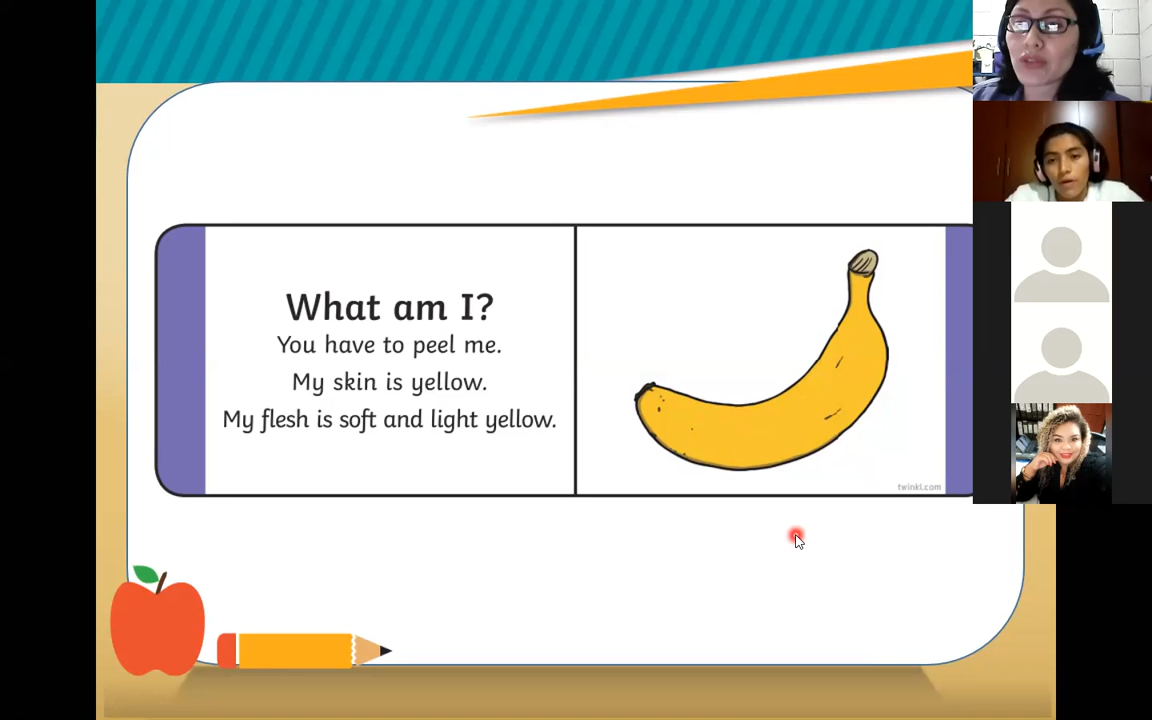 What am I?
You have to peel me.
My skin is yellow.
My flesh is soft and light yellow.
twinkl.com